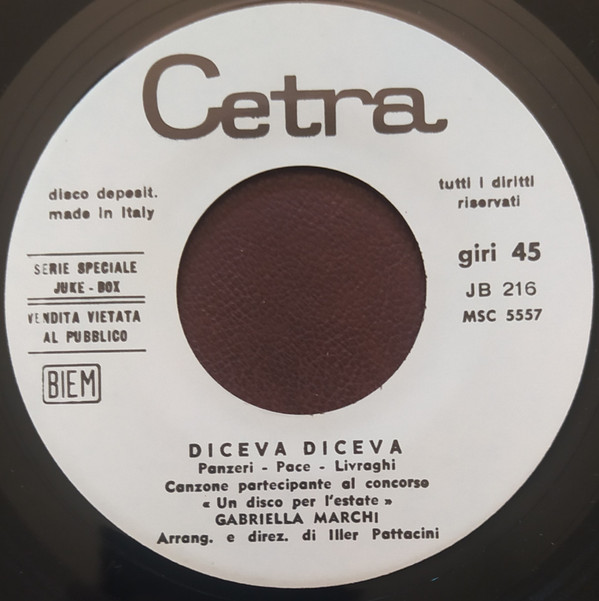 Cetra
disco deposit.
made in Italy
tutti i diritti
riservati
SERIE SPECIALE
JUKE - BOX
VENDITA VIETATA
AL PUBBLICO
BIEM
giri 45
JB 216
MSC 5557
DICEVA DICEVA
Panzeri - Pace - Livraghi
Canzone partecipante al concorso
« Un disco per l'estate »
GABRIELLA MARCHI
Arrang. e direz. di Iller Pattacini